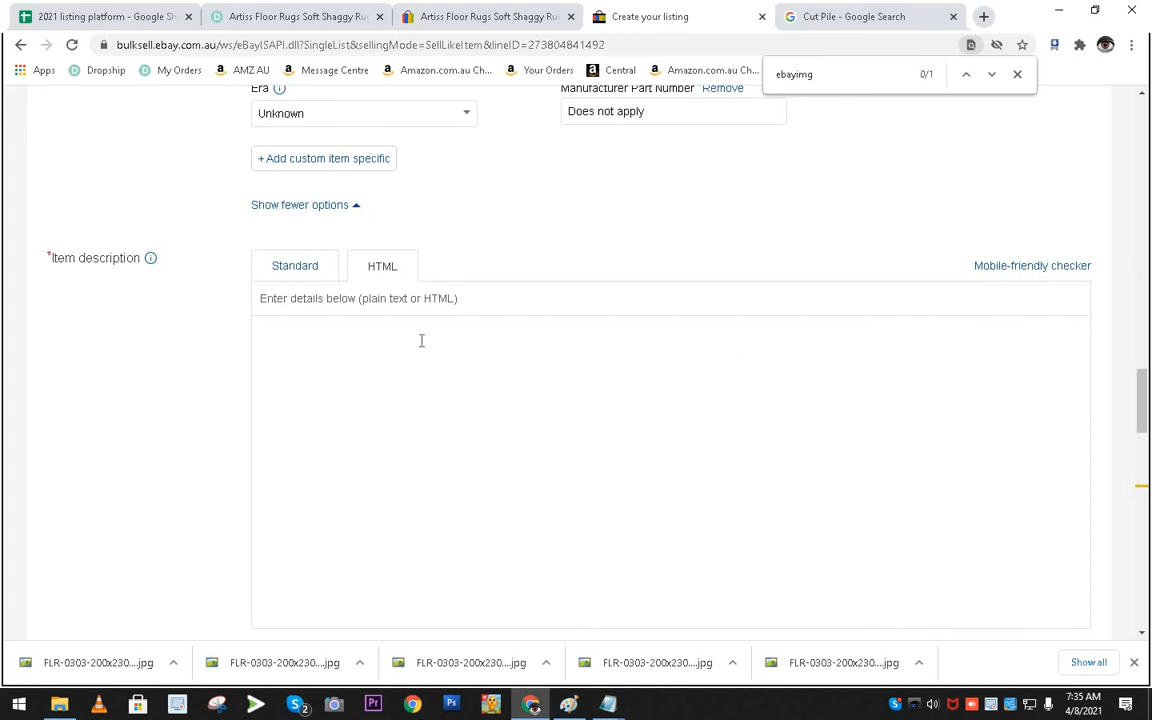 2021 listing platform - Google Sh
Artiss Floor Rugs Soft Shaggy Ru
Artiss Floor Rugs Soft Shaggy Ru
Create your listing
Cut Pile - Google Search
bulksell.ebay.com.au/ws/eBayISAPI.dll?SingleList&sellingMode=SellLikeItem&lineID=273804841492
Apps
Dropship
My Orders
AMZ AU
Message Centre
Amazon.com.au Ch...
Your Orders
Central
Amazon.com.au Ch...
ebayimg
0/1
Era
Manufacturer Part Number
Remove
Unknown
Does not apply
+ Add custom item specific
Show fewer options
*Item description
Standard
HTML
Mobile-friendly checker
Enter details below (plain text or HTML)
FLR-0303-200x230....jpg
FLR-0303-200x230....jpg
FLR-0303-200x230....jpg
FLR-0303-200x230....jpg
FLR-0303-200x230....jpg
Show all
7:35 AM
4/8/2021